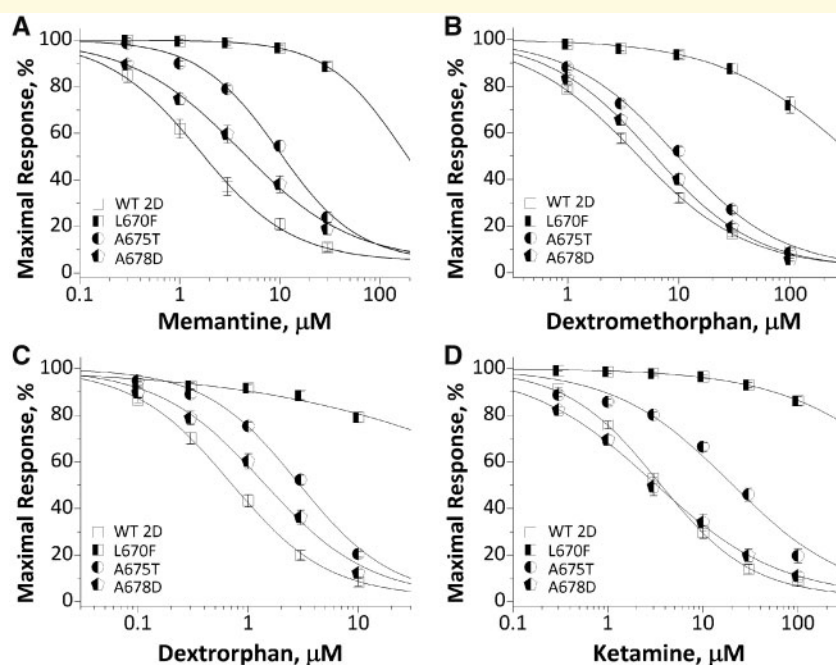 A
Maximal Response, %
100
80
60
40
20
0
WT 2D
L670F
A675T
A678D
0.1
1
10
100
Memantine, μM
B
Maximal Response, %
100
80
60
40
20
0
WT 2D
L670F
A675T
A678D
1
10
100
Dextromethorphan, μM
C
Maximal Response, %
100
80
60
40
20
0
WT 2D
L670F
A675T
A678D
0.1
1
10
Dextrorphan, μM
D
Maximal Response, %
100
80
60
40
20
0
WT 2D
L670F
A675T
A678D
0.1
1
10
100
Ketamine, μM